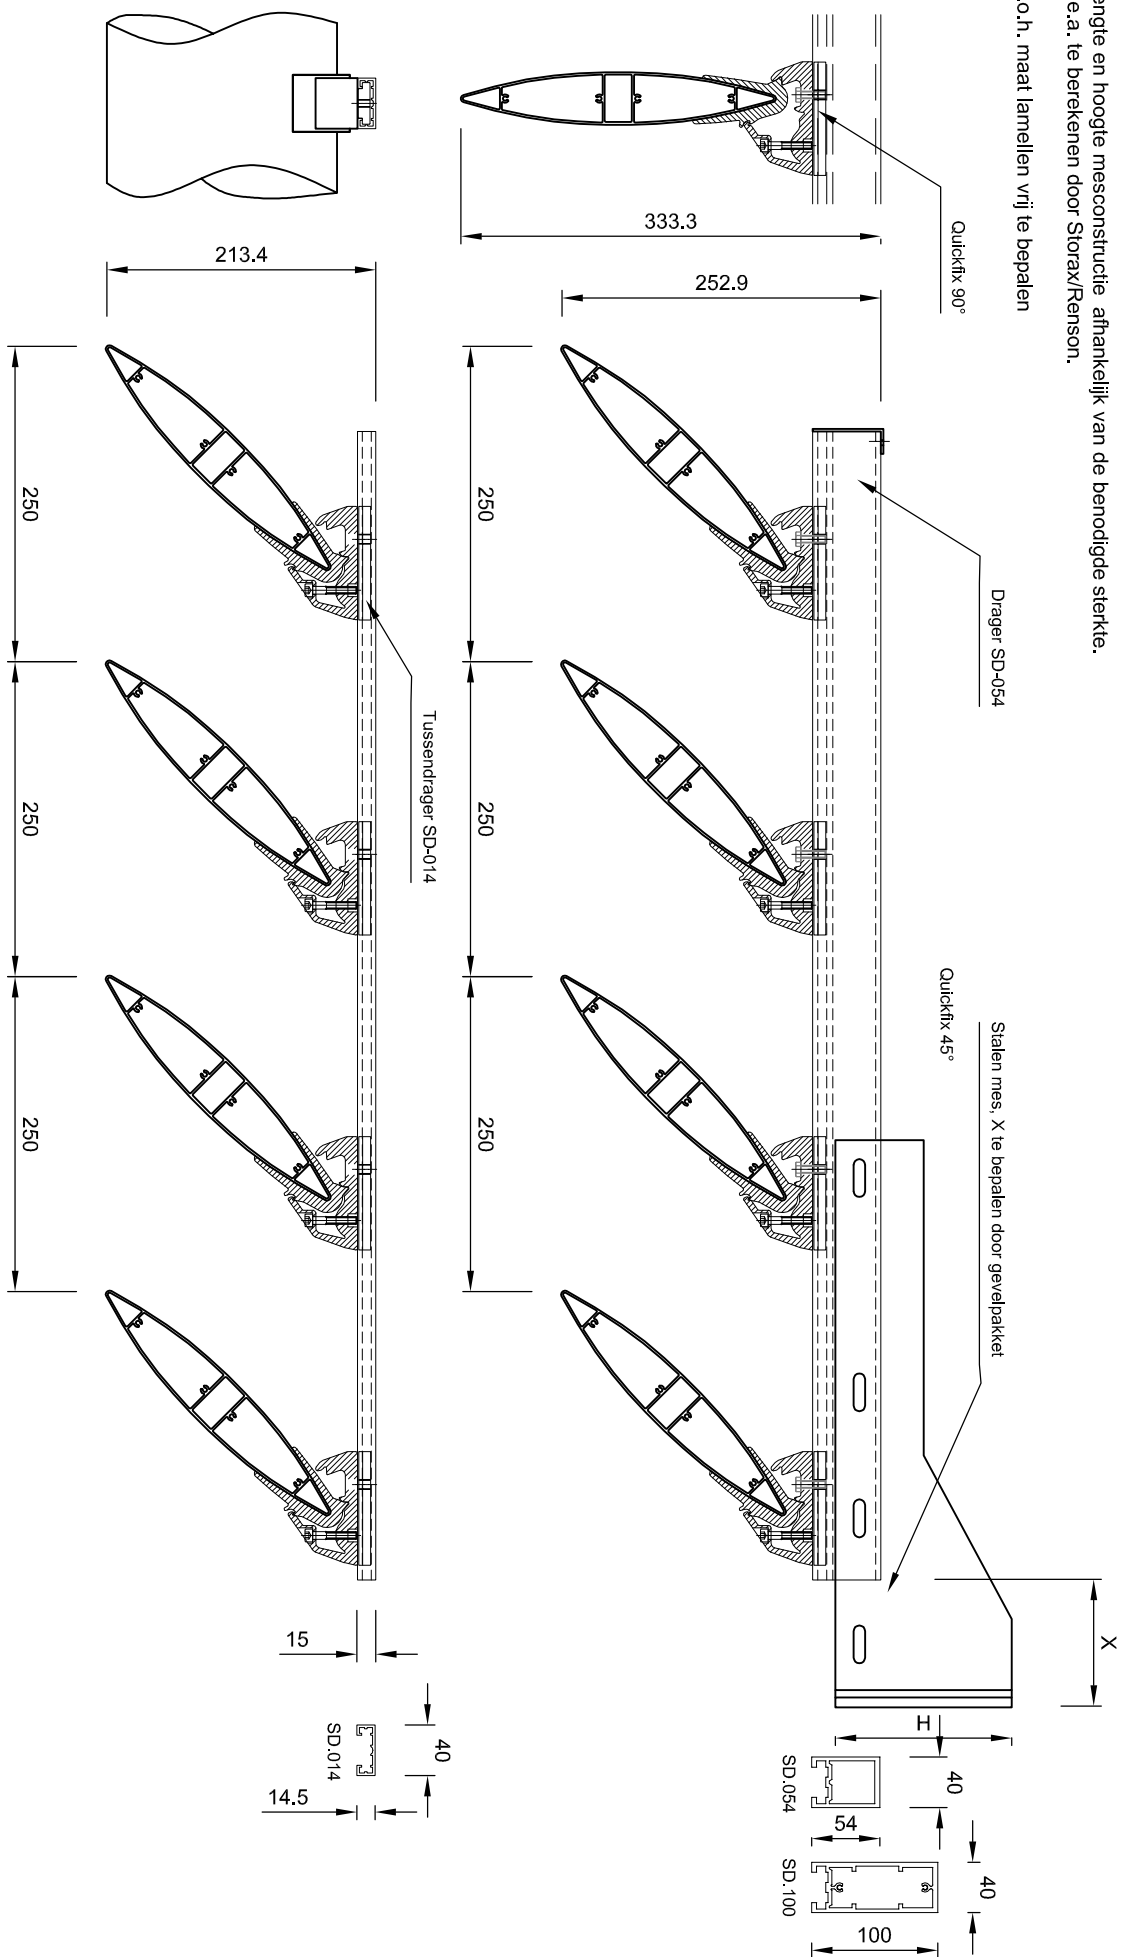 engte en hoogte mesconstructie afhankelijk van de benodigde sterkte.
e.a. te berekenen door Storax/Renson.
o.h. maat lamellen vrij te bepalen
Quickfix 90°
333.3
213.4
252.9
Drager SD-054
250
250
250
Stalen mes, X te bepalen door gevelpakket
Quickfix 45°
X
H
Tussendrager SD-014
250
250
250
15
40
SD.014
14.5
40
SD.054
54
40
SD.100
100